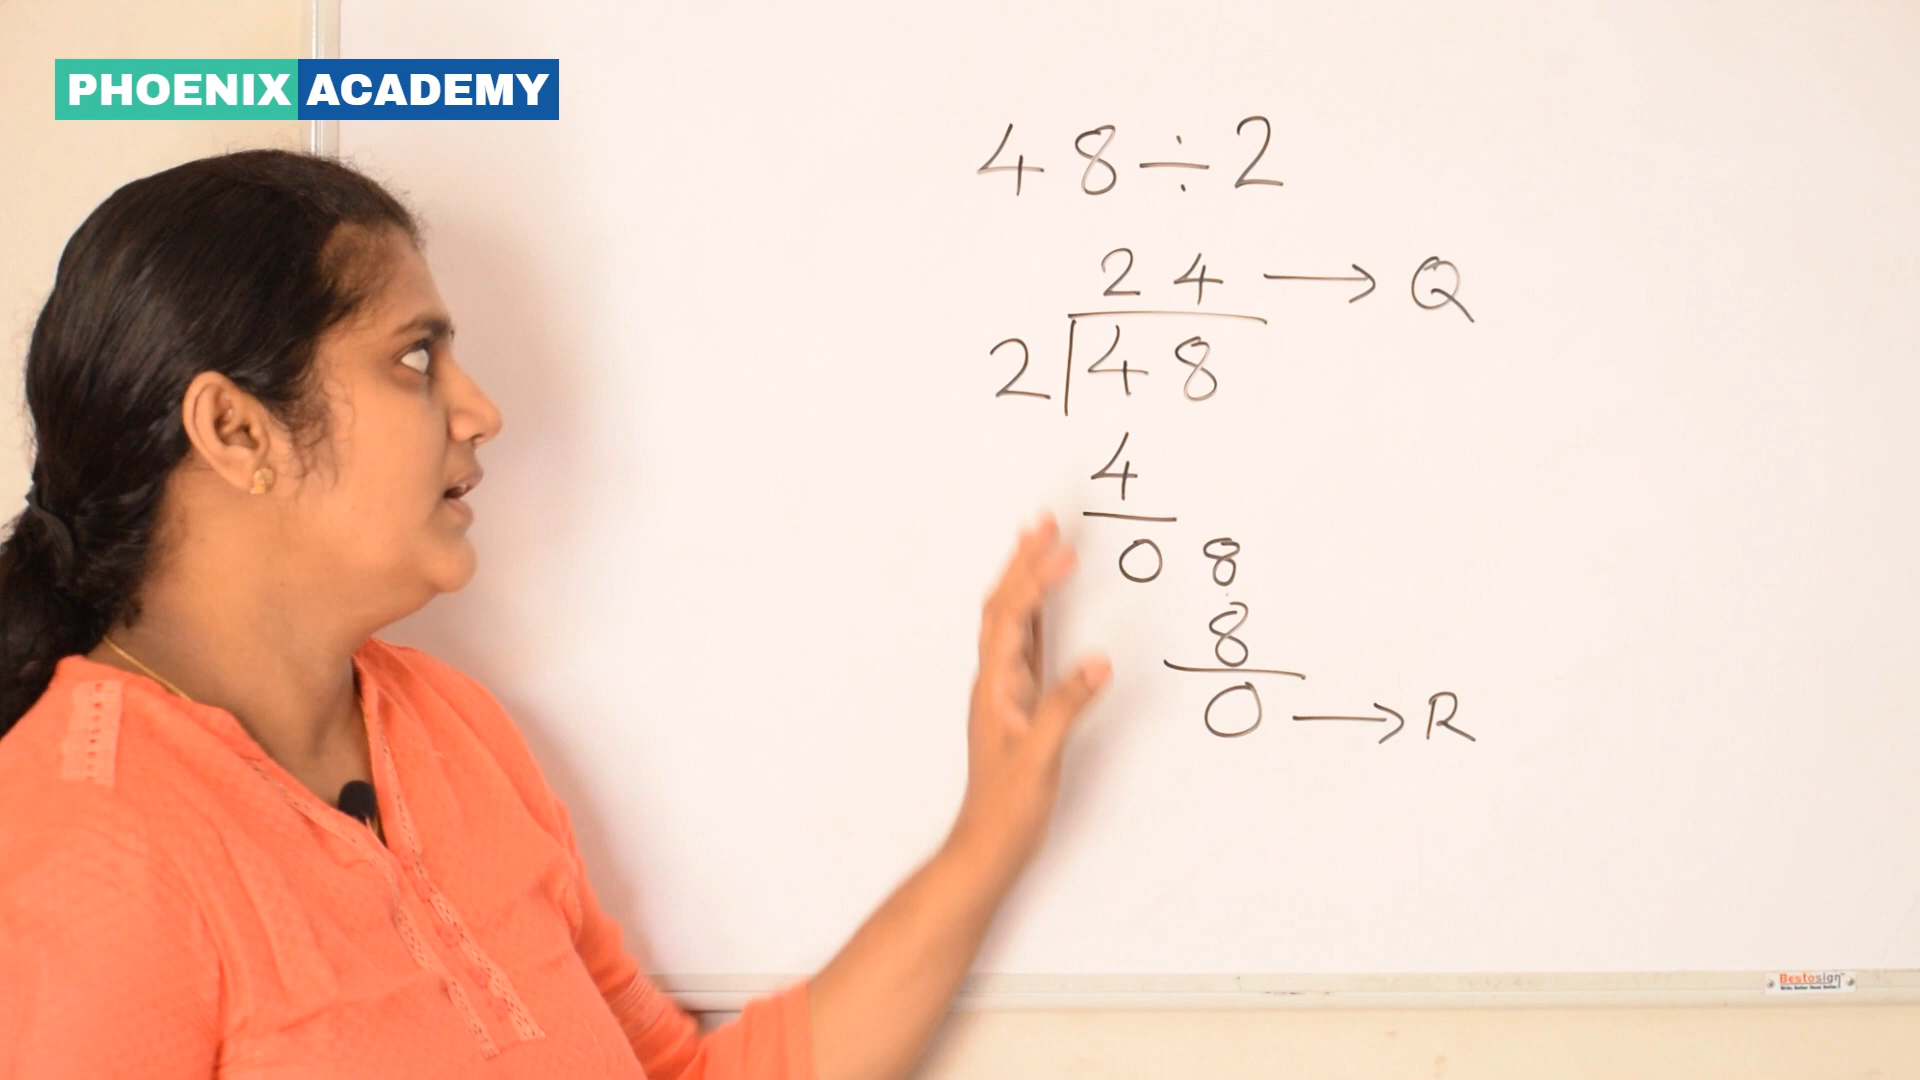 PHOENIX ACADEMY
48÷2
24 → Q
2 48
4
08
8
0 → R
Bestosign